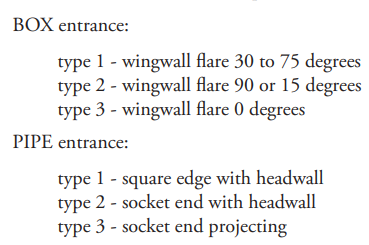 BOX entrance:
type 1 - wingwall flare 30 to 75 degrees
type 2 - wingwall flare 90 or 15 degrees
type 3 - wingwall flare 0 degrees
PIPE entrance:
type 1 - square edge with headwall
type 2 - socket end with headwall
type 3 - socket end projecting